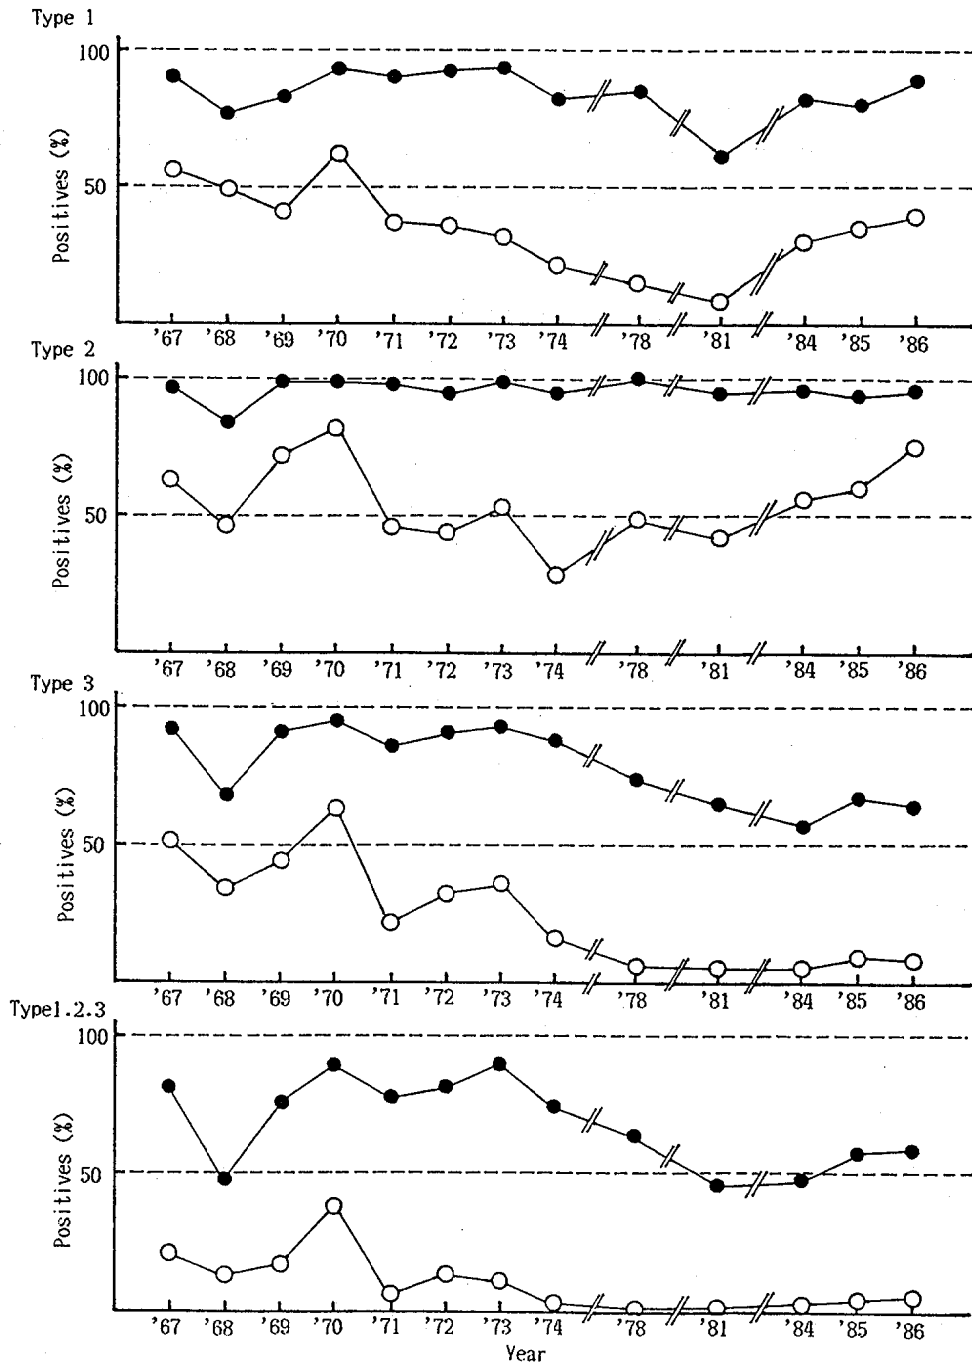 Type 1
100
50
Positives (%)
'67 '68 '69 '70 '71 '72 '73 '74 '78 '81 '84 '85 '86
Type 2
100
50
Positives (%)
'67 '68 '69 '70 '71 '72 '73 '74 '78 '81 '84 '85 '86
Type 3
100
50
Positives (%)
'67 '68 '69 '70 '71 '72 '73 '74 '78 '81 '84 '85 '86
Type1.2.3
100
50
Positives (%)
'67 '68 '69 '70 '71 '72 '73 '74 '78 '81 '84 '85 '86
Year